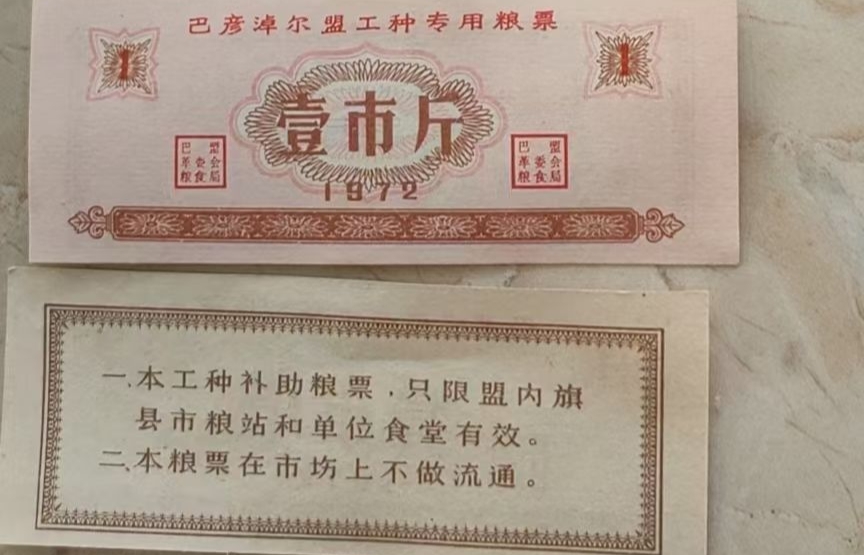 巴彦淖尔盟工种专用粮票
1
1
壹市斤
巴 盟
革委会
粮食局
巴 盟
革委会
粮食局
1972
一、本工种补助粮票，只限盟内旗
县市粮站和单位食堂有效。
二、本粮票在市场上不做流通。